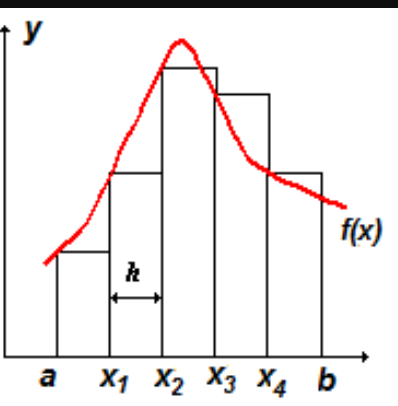 y
f(x)
h
a x₁ x₂ x₃ x₄ b